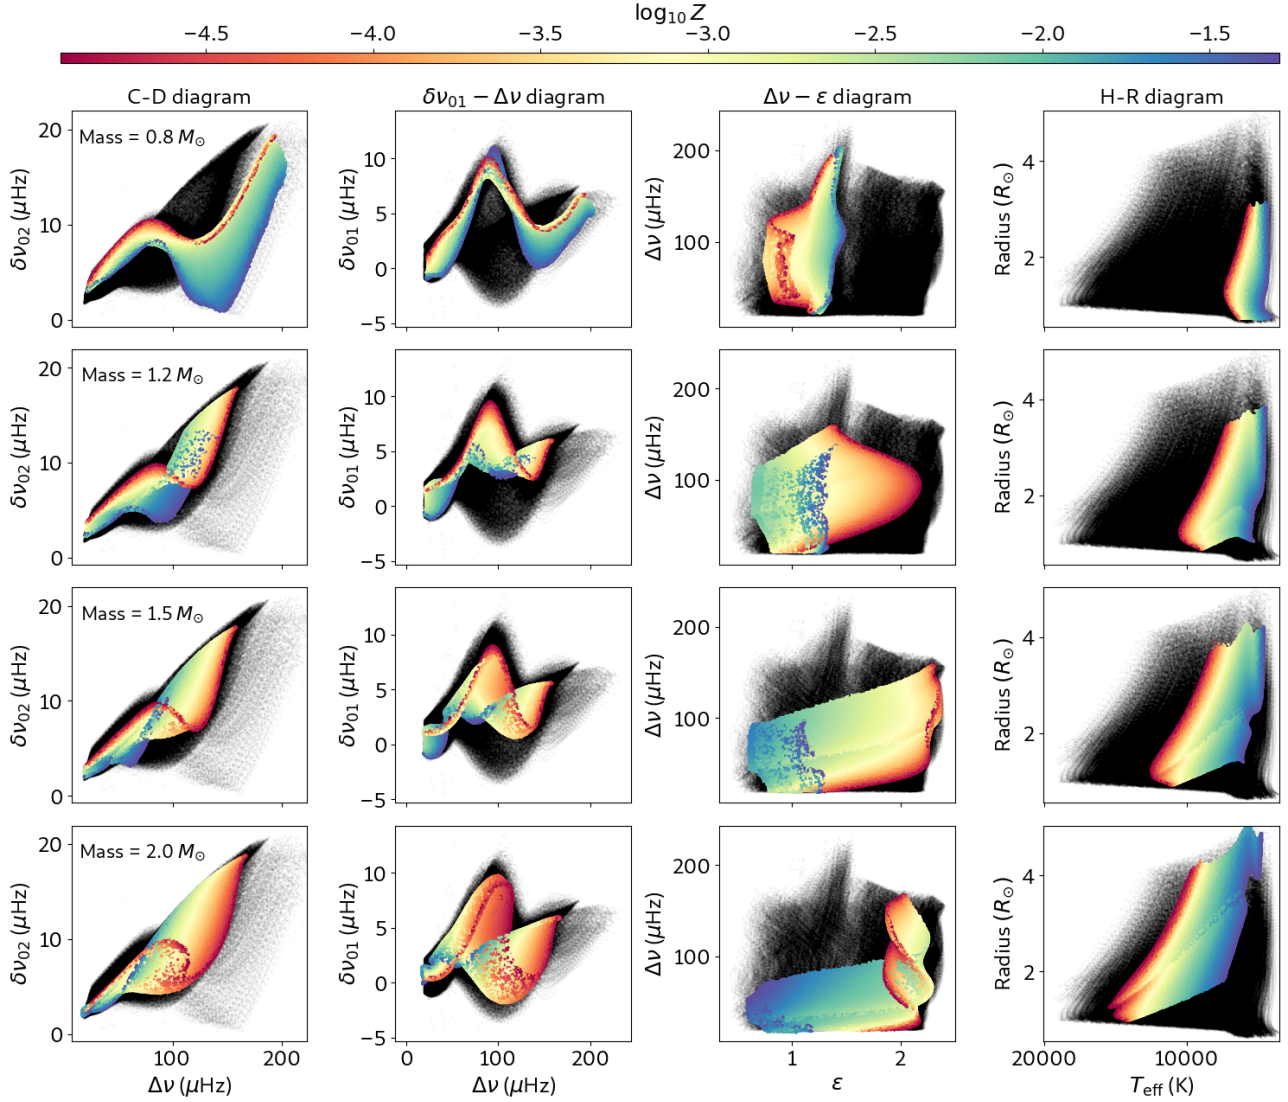 log₁₀ Z
−4.5 −4.0 −3.5 −3.0 −2.5 −2.0 −1.5
C-D diagram
δν₀₁ − Δν diagram
Δν − ε diagram
H-R diagram
Mass = 0.8 M☉
δν₀₂ (μHz)
20
10
0
δν₀₁ (μHz)
10
5
0
−5
Δν (μHz)
200
100
Radius (R☉)
4
2
Mass = 1.2 M☉
δν₀₂ (μHz)
20
10
0
δν₀₁ (μHz)
10
5
0
−5
Δν (μHz)
200
100
Radius (R☉)
4
2
Mass = 1.5 M☉
δν₀₂ (μHz)
20
10
0
δν₀₁ (μHz)
10
5
0
−5
Δν (μHz)
200
100
Radius (R☉)
4
2
Mass = 2.0 M☉
δν₀₂ (μHz)
20
10
0
δν₀₁ (μHz)
10
5
0
−5
Δν (μHz)
200
100
Radius (R☉)
4
2
100 200
Δν (μHz)
0 100 200
Δν (μHz)
1 2
ε
20000 10000
T_eff (K)